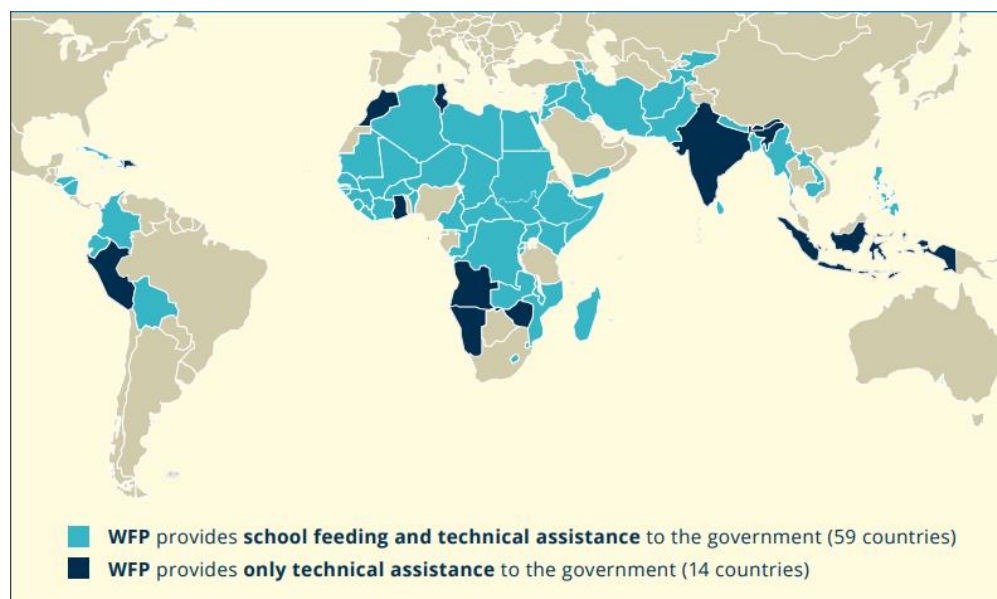 WFP provides school feeding and technical assistance to the government (59 countries)
WFP provides only technical assistance to the government (14 countries)